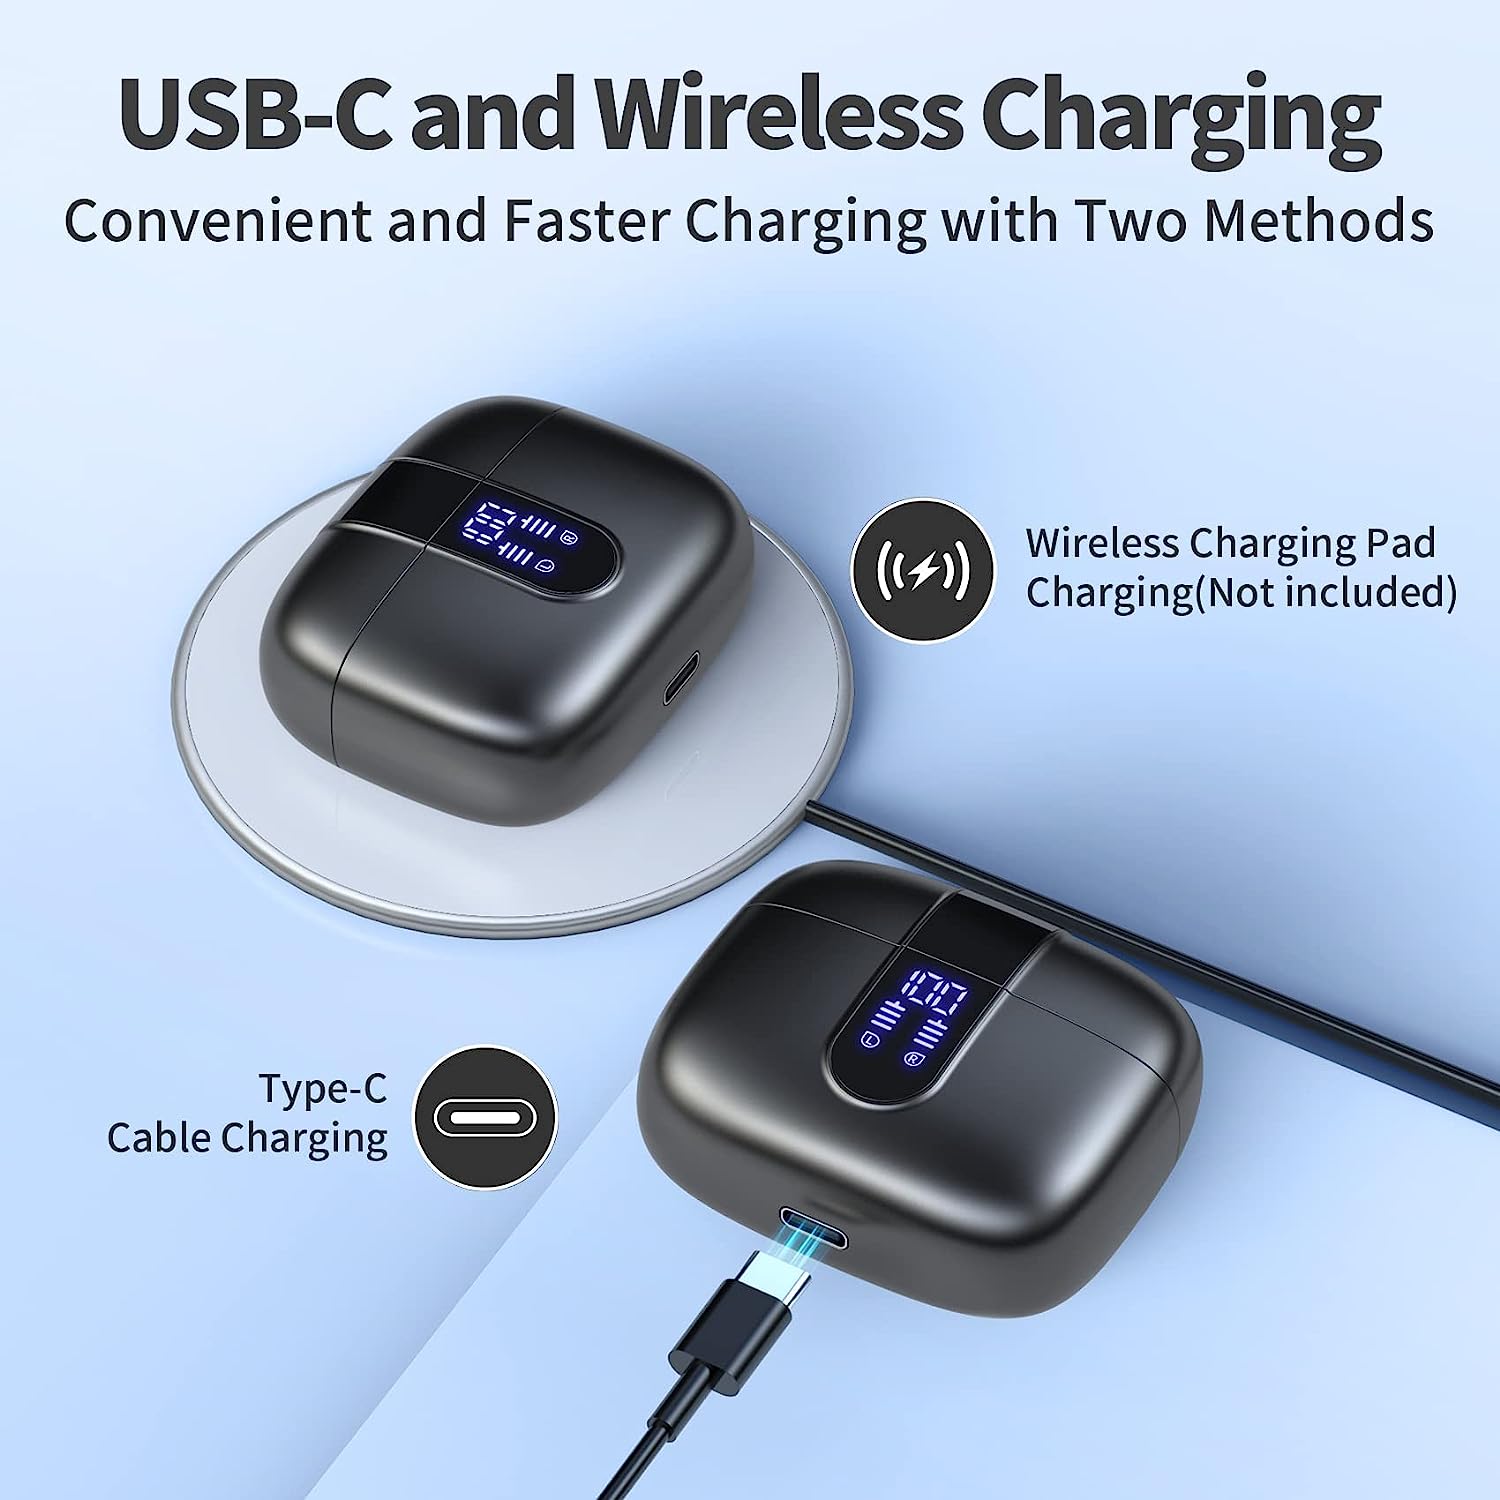 USB-C and Wireless Charging
Convenient and Faster Charging with Two Methods
Wireless Charging Pad
Charging(Not included)
R
L
100
L
R
Type-C
Cable Charging